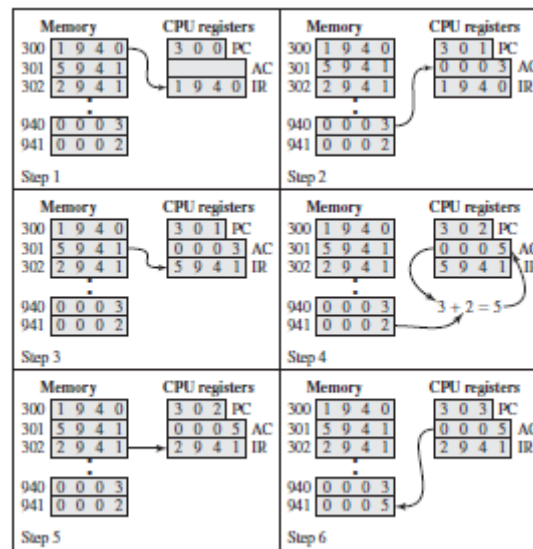 Memory CPU registers
300 1 9 4 0 3 0 0 PC
301 5 9 4 1 AC
302 2 9 4 1 1 9 4 0 IR
940 0 0 0 3
941 0 0 0 2
Step 1
Memory CPU registers
300 1 9 4 0 3 0 1 PC
301 5 9 4 1 0 0 0 3 AC
302 2 9 4 1 1 9 4 0 IR
940 0 0 0 3
941 0 0 0 2
Step 2
Memory CPU registers
300 1 9 4 0 3 0 1 PC
301 5 9 4 1 0 0 0 3 AC
302 2 9 4 1 5 9 4 1 IR
940 0 0 0 3
941 0 0 0 2
Step 3
Memory CPU registers
300 1 9 4 0 3 0 2 PC
301 5 9 4 1 0 0 0 5 AC
302 2 9 4 1 5 9 4 1 IR
940 0 0 0 3 3 + 2 = 5
941 0 0 0 2
Step 4
Memory CPU registers
300 1 9 4 0 3 0 2 PC
301 5 9 4 1 0 0 0 5 AC
302 2 9 4 1 2 9 4 1 IR
940 0 0 0 3
941 0 0 0 2
Step 5
Memory CPU registers
300 1 9 4 0 3 0 3 PC
301 5 9 4 1 0 0 0 5 AC
302 2 9 4 1 2 9 4 1 IR
940 0 0 0 3
941 0 0 0 5
Step 6